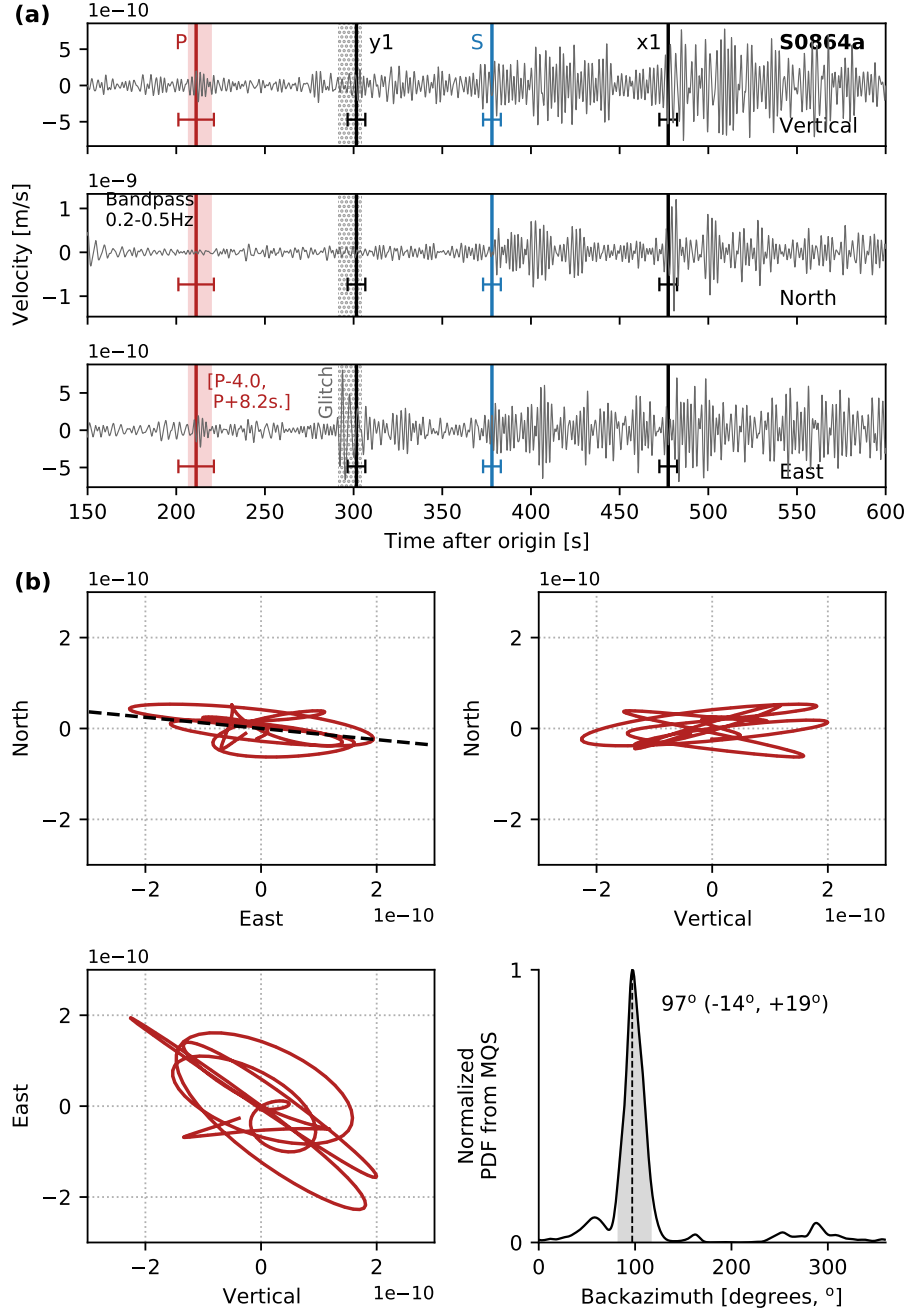 (a)
1e−10
P
y1
S
x1
S0864a
5
0
−5
Vertical
1e−9
Bandpass
0.2-0.5Hz
1
0
−1
North
Velocity [m/s]
1e−10
[P-4.0,
P+8.2s.]
Glitch
5
0
−5
East
150 200 250 300 350 400 450 500 550 600
Time after origin [s]
(b)
1e−10
2
0
−2
North
−2 0 2
1e−10
East
1e−10
2
0
−2
North
−2 0 2
1e−10
Vertical
1e−10
2
0
−2
East
−2 0 2
1e−10
Vertical
1
0
Normalized
PDF from MQS
97° (-14°, +19°)
0 100 200 300
Backazimuth [degrees, °]